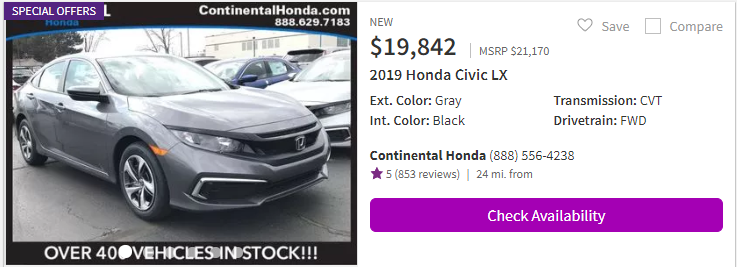 SPECIAL OFFERS
ContinentalHonda.com
Honda
888.629.7183
OVER 40 VEHICLES IN STOCK!!!
NEW
$19,842 | MSRP $21,170
Save
Compare
2019 Honda Civic LX
Ext. Color: Gray
Transmission: CVT
Int. Color: Black
Drivetrain: FWD
Continental Honda (888) 556-4238
5 (853 reviews) | 24 mi. from
Check Availability